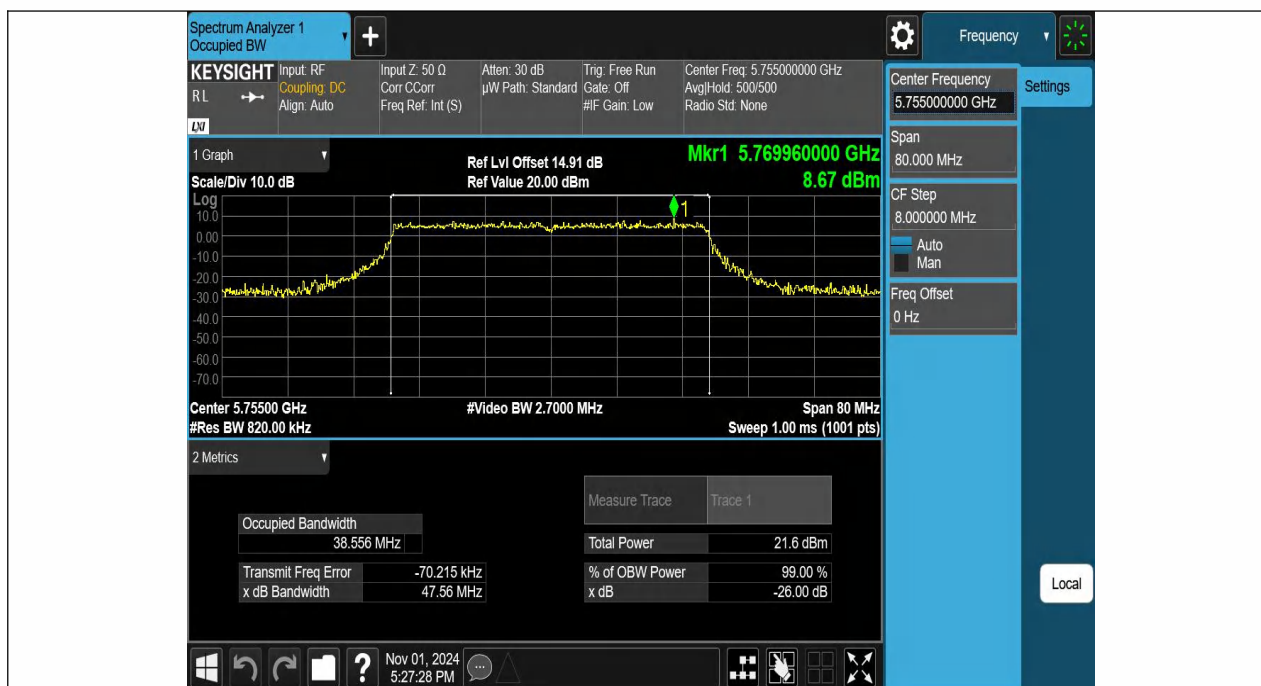 Spectrum Analyzer 1
Occupied BW
+
Frequency
KEYSIGHT
RL
LXI
Input: RF
Coupling: DC
Align: Auto
Input Z: 50 Ω
Corr CCorr
Freq Ref: Int (S)
Atten: 30 dB
µW Path: Standard
Trig: Free Run
Gate: Off
#IF Gain: Low
Center Freq: 5.755000000 GHz
Avg|Hold: 500/500
Radio Std: None
Center Frequency
5.755000000 GHz
Settings
Span
80.000 MHz
CF Step
8.000000 MHz
Auto
Man
Freq Offset
0 Hz
Local
1 Graph
Scale/Div 10.0 dB
Ref Lvl Offset 14.91 dB
Ref Value 20.00 dBm
Mkr1 5.769960000 GHz
8.67 dBm
Log
10.0
0.00
-10.0
-20.0
-30.0
-40.0
-50.0
-60.0
-70.0
1
Center 5.75500 GHz
#Res BW 820.00 kHz
#Video BW 2.7000 MHz
Span 80 MHz
Sweep 1.00 ms (1001 pts)
2 Metrics
Measure Trace Trace 1
Occupied Bandwidth
38.556 MHz
Total Power 21.6 dBm
Transmit Freq Error -70.215 kHz
% of OBW Power 99.00 %
x dB Bandwidth 47.56 MHz
x dB -26.00 dB
?
Nov 01, 2024
5:27:28 PM